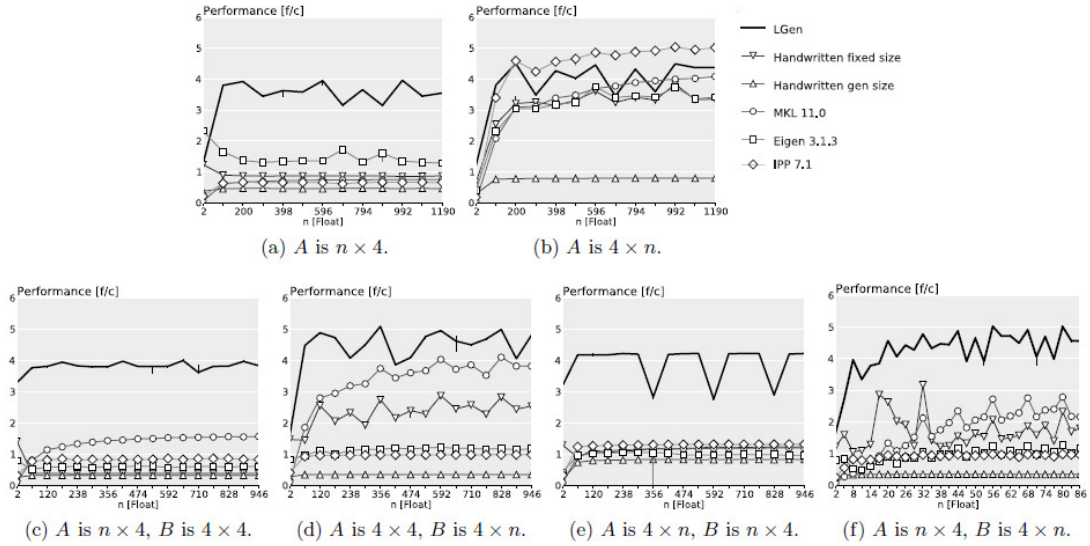 Performance [f/c]
6
5
4
3
2
1
0
2 200 398 596 794 992 1190
n [Float]
(a) A is n × 4.
Performance [f/c]
6
5
4
3
2
1
0
2 200 398 596 794 992 1190
n [Float]
(b) A is 4 × n.
LGen
Handwritten fixed size
Handwritten gen size
MKL 11.0
Eigen 3.1.3
IPP 7.1
Performance [f/c]
6
5
4
3
2
1
0
2 120 238 356 474 592 710 828 946
n [Float]
(c) A is n × 4, B is 4 × 4.
Performance [f/c]
6
5
4
3
2
1
0
2 120 238 356 474 592 710 828 946
n [Float]
(d) A is 4 × 4, B is 4 × n.
Performance [f/c]
6
5
4
3
2
1
0
2 120 238 356 474 592 710 828 946
n [Float]
(e) A is 4 × n, B is n × 4.
Performance [f/c]
6
5
4
3
2
1
0
2 8 14 20 26 32 38 44 50 56 62 68 74 80 86
n [Float]
(f) A is n × 4, B is 4 × n.